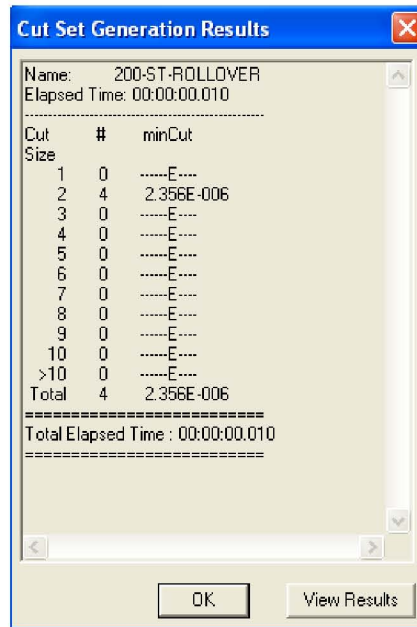 Cut Set Generation Results
Name: 200-ST-ROLLOVER
Elapsed Time: 00:00:00.010
------------------------------------------------
Cut # minCut
Size
1 0 ------E----
2 4 2.356E-006
3 0 ------E----
4 0 ------E----
5 0 ------E----
6 0 ------E----
7 0 ------E----
8 0 ------E----
9 0 ------E----
10 0 ------E----
>10 0 ------E----
Total 4 2.356E-006
==========================
Total Elapsed Time : 00:00:00.010
==========================
OK View Results